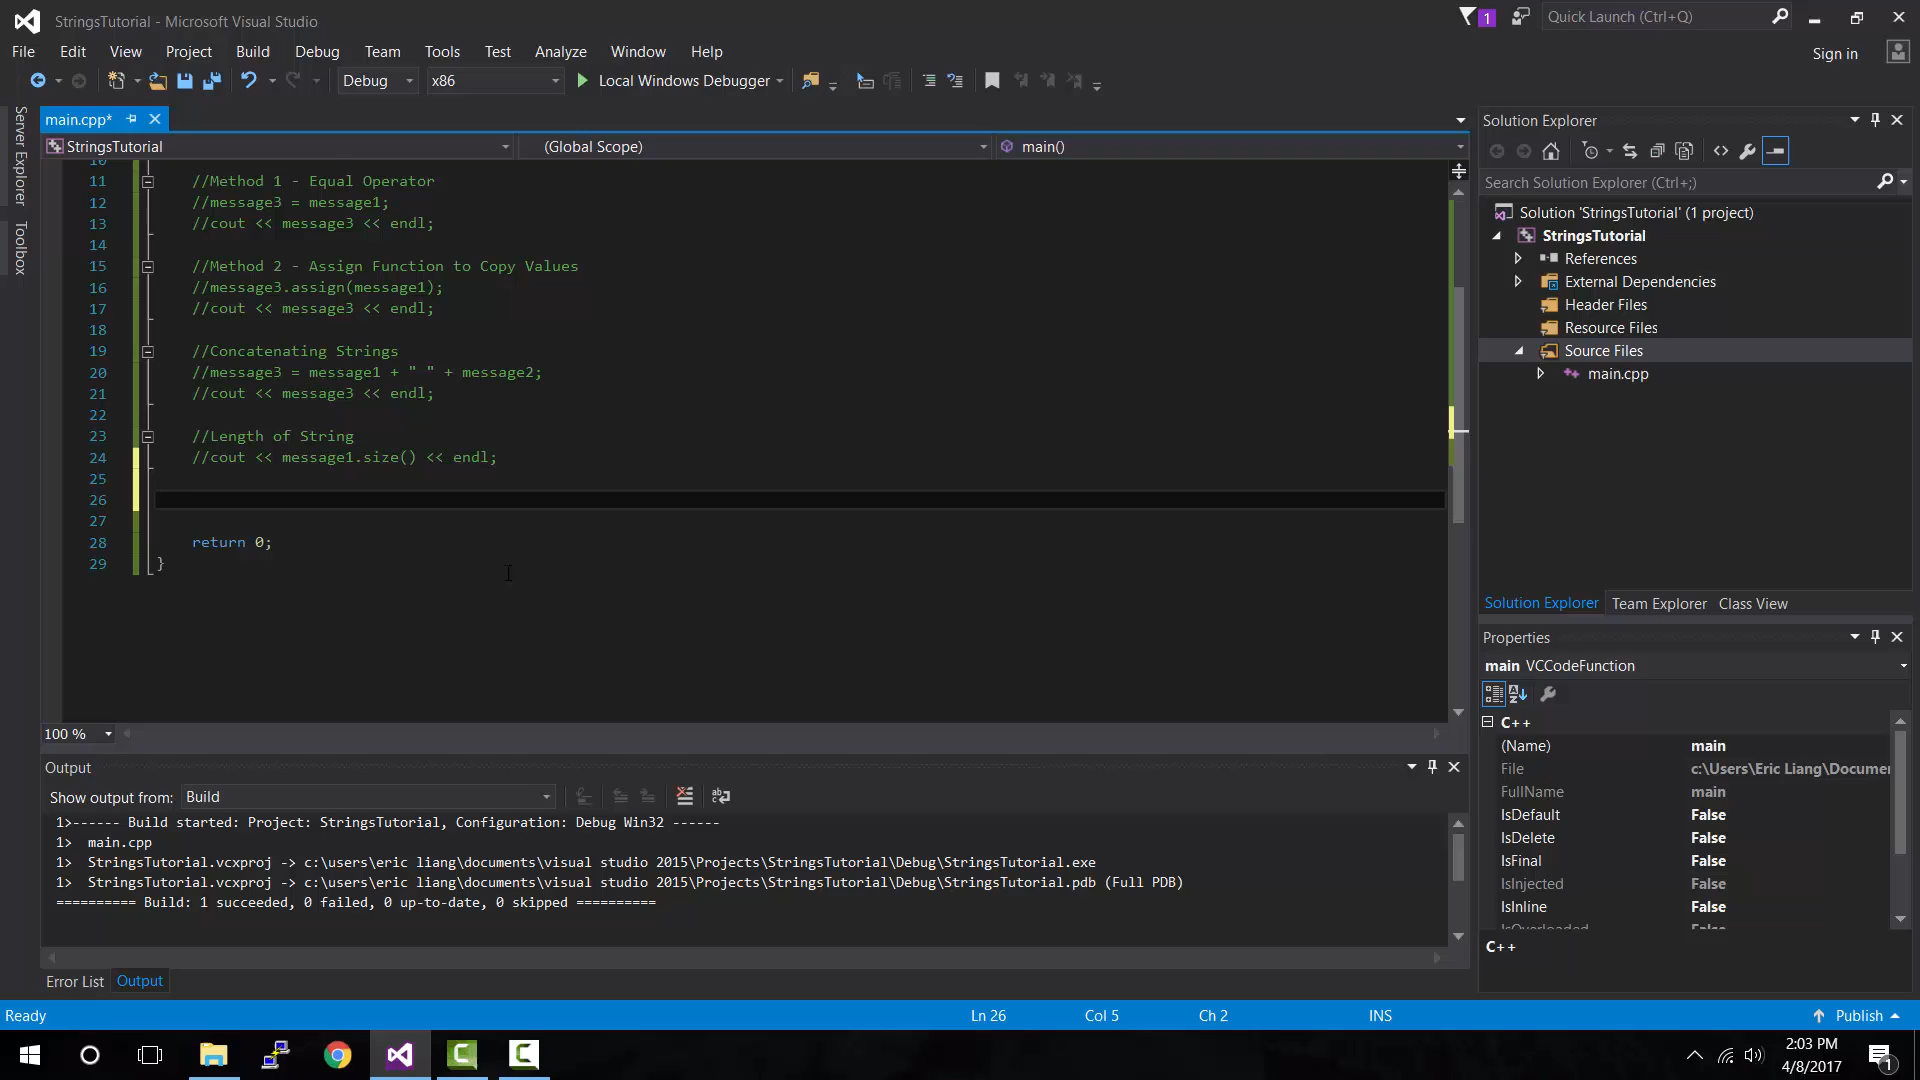 StringsTutorial - Microsoft Visual Studio
1
Quick Launch (Ctrl+Q)
File Edit View Project Build Debug Team Tools Test Analyze Window Help
Sign in
Debug x86 Local Windows Debugger
Server Explorer
Toolbox
main.cpp*
StringsTutorial (Global Scope) main()
10
11 //Method 1 - Equal Operator
12 //message3 = message1;
13 //cout << message3 << endl;
14
15 //Method 2 - Assign Function to Copy Values
16 //message3.assign(message1);
17 //cout << message3 << endl;
18
19 //Concatenating Strings
20 //message3 = message1 + " " + message2;
21 //cout << message3 << endl;
22
23 //Length of String
24 //cout << message1.size() << endl;
25
26
27
28 return 0;
29 }
100 %
Output
Show output from: Build
1>------ Build started: Project: StringsTutorial, Configuration: Debug Win32 ------
1> main.cpp
1> StringsTutorial.vcxproj -> c:\users\eric liang\documents\visual studio 2015\Projects\StringsTutorial\Debug\StringsTutorial.exe
1> StringsTutorial.vcxproj -> c:\users\eric liang\documents\visual studio 2015\Projects\StringsTutorial\Debug\StringsTutorial.pdb (Full PDB)
========== Build: 1 succeeded, 0 failed, 0 up-to-date, 0 skipped ==========
Error List Output
Solution Explorer
Search Solution Explorer (Ctrl+;)
Solution 'StringsTutorial' (1 project)
StringsTutorial
References
External Dependencies
Header Files
Resource Files
Source Files
main.cpp
Solution Explorer Team Explorer Class View
Properties
main VCCodeFunction
C++
(Name) main
File c:\Users\Eric Liang\Documen
FullName main
IsDefault False
IsDelete False
IsFinal False
IsInjected False
IsInline False
IsOverloaded False
C++
Ready Ln 26 Col 5 Ch 2 INS Publish
2:03 PM
4/8/2017
1